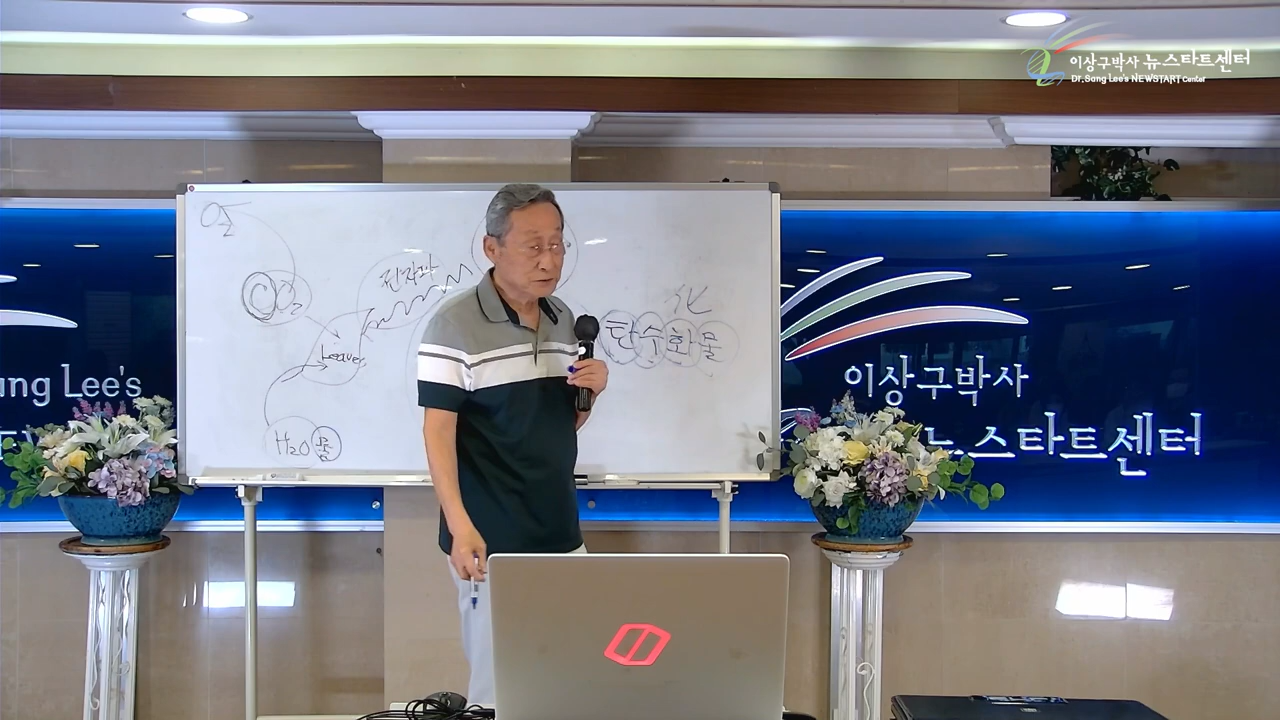 이상구박사 뉴스타트센터
Dr. Sang Lee's NEWSTART Center
O2
CO2
전자파
Leaves
H2O 물
化
탄수화물
ang Lee's
이상구박사
뉴스타트센터